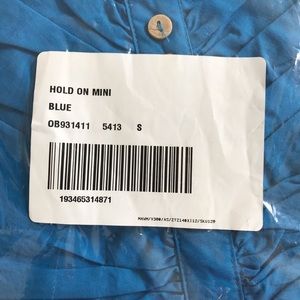 HOLD ON MINI
BLUE
OB931411 5413 S
193465314871